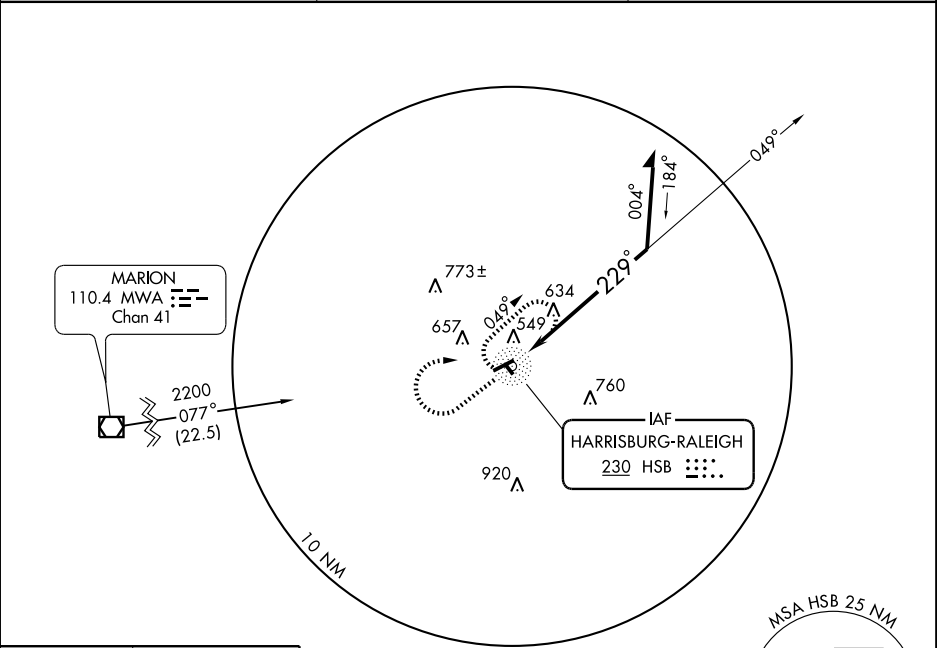 049°
004°
184°
229°
MARION
110.4 MWA
Chan 41
773±
049°
634
657
549
2200
077°
(22.5)
760
IAF
HARRISBURG-RALEIGH
230 HSB
920
10 NM
MSA HSB 25 NM